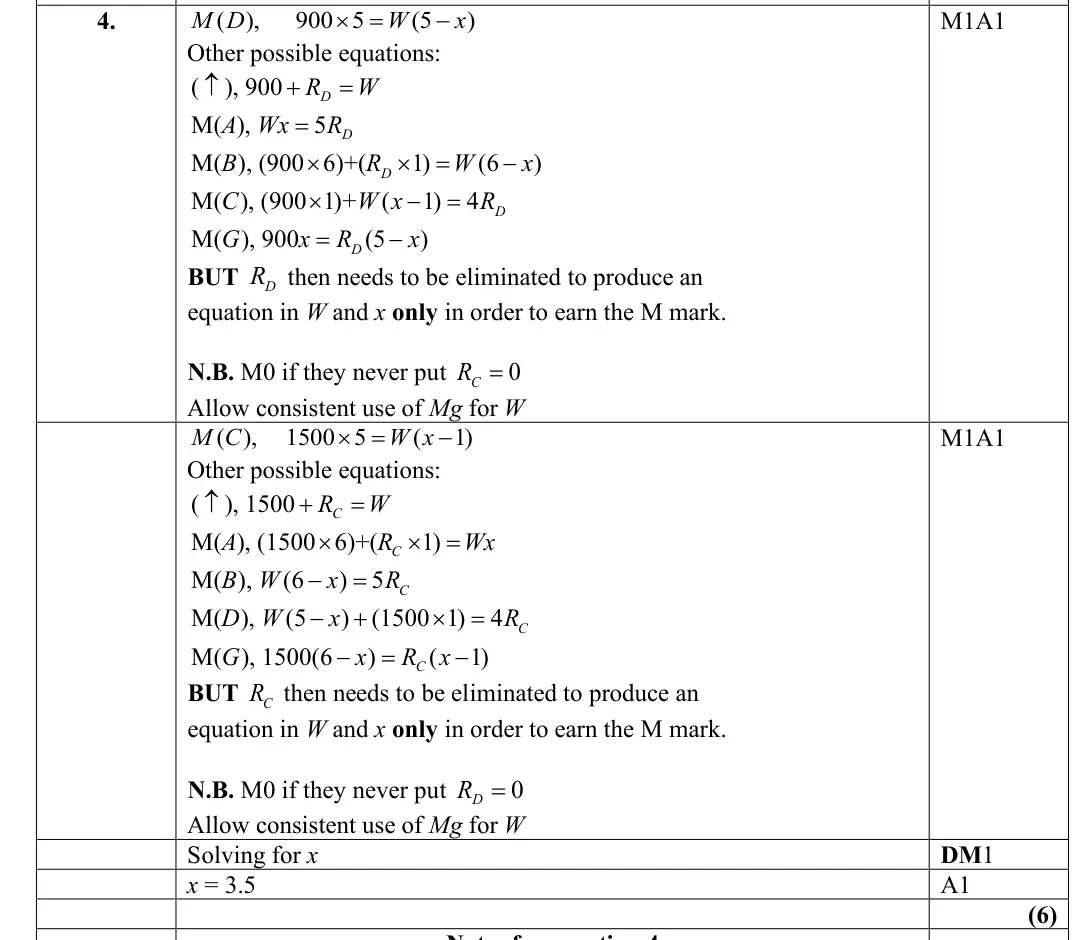 4. M(D), 900 × 5 = W(5 − x) M1A1
Other possible equations:
(↑), 900 + R_D = W
M(A), Wx = 5R_D
M(B), (900 × 6)+(R_D × 1) = W(6 − x)
M(C), (900 × 1)+W(x − 1) = 4R_D
M(G), 900x = R_D(5 − x)
BUT R_D then needs to be eliminated to produce an
equation in W and x only in order to earn the M mark.
N.B. M0 if they never put R_C = 0
Allow consistent use of Mg for W
M(C), 1500 × 5 = W(x − 1) M1A1
Other possible equations:
(↑), 1500 + R_C = W
M(A), (1500 × 6)+(R_C × 1) = Wx
M(B), W(6 − x) = 5R_C
M(D), W(5 − x) + (1500 × 1) = 4R_C
M(G), 1500(6 − x) = R_C(x − 1)
BUT R_C then needs to be eliminated to produce an
equation in W and x only in order to earn the M mark.
N.B. M0 if they never put R_D = 0
Allow consistent use of Mg for W
Solving for x DM1
x = 3.5 A1
(6)